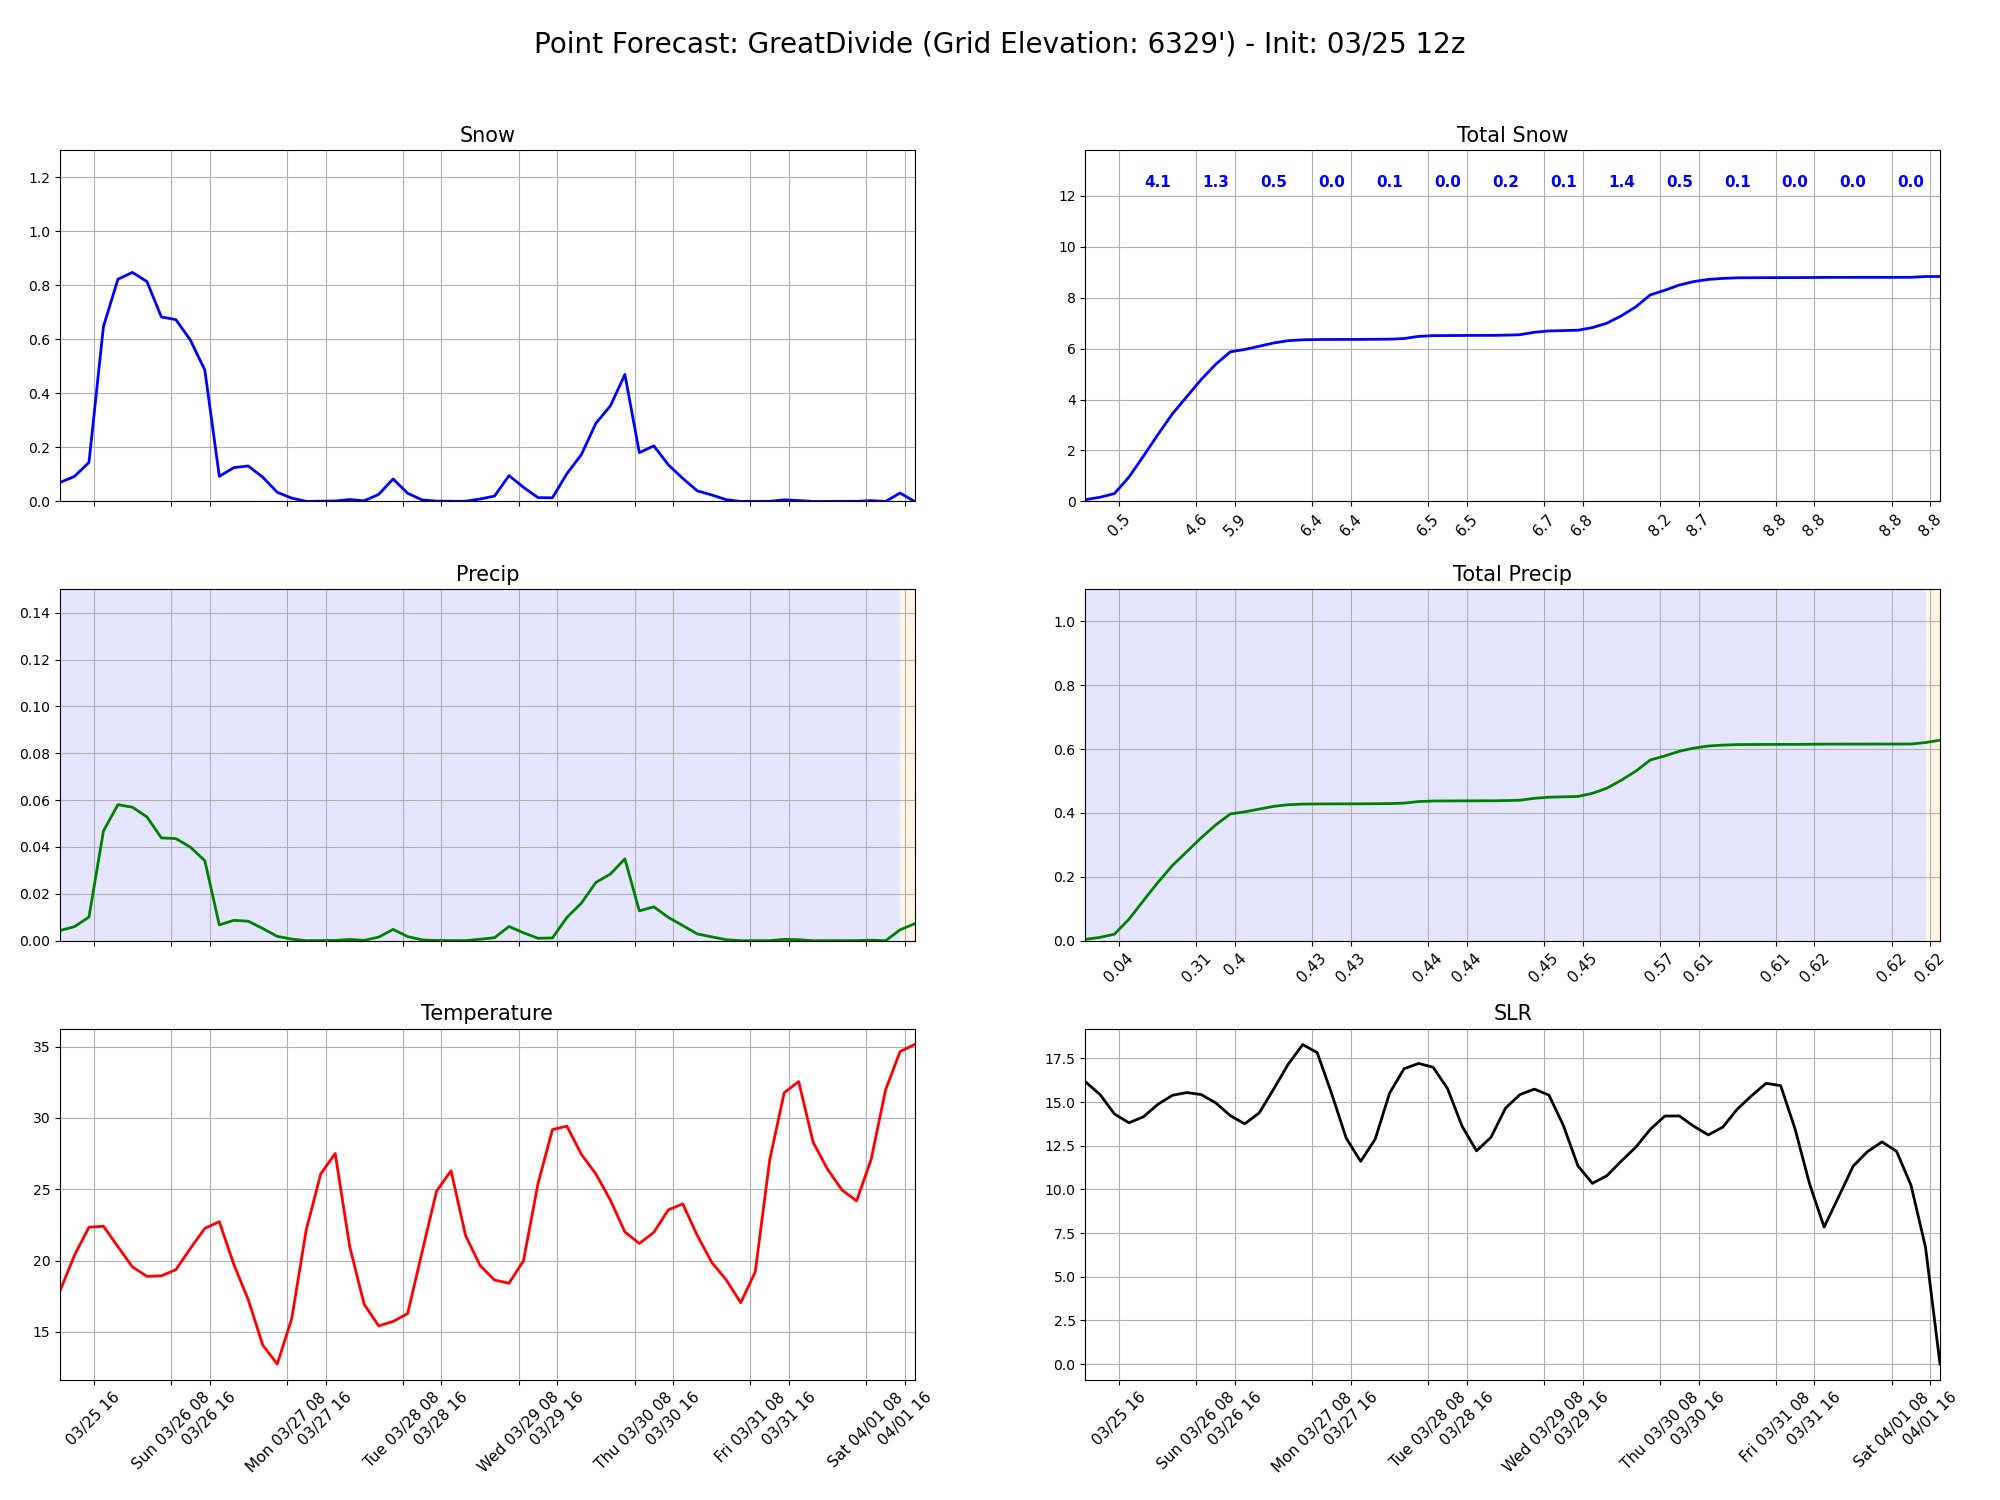 Point Forecast: GreatDivide (Grid Elevation: 6329') - Init: 03/25 12z
Snow
1.2
1.0
0.8
0.6
0.4
0.2
0.0
Total Snow
4.1 1.3 0.5 0.0 0.1 0.0 0.2 0.1 1.4 0.5 0.1 0.0 0.0 0.0
12
10
8
6
4
2
0
0.5 4.6 5.9 6.4 6.4 6.5 6.5 6.7 6.8 8.2 8.7 8.8 8.8 8.8 8.8
Precip
0.14
0.12
0.10
0.08
0.06
0.04
0.02
0.00
Total Precip
1.0
0.8
0.6
0.4
0.2
0.0
0.04 0.31 0.4 0.43 0.43 0.44 0.44 0.45 0.45 0.57 0.61 0.61 0.62 0.62 0.62
Temperature
35
30
25
20
15
03/25 16
Sun 03/26 08
03/26 16
Mon 03/27 08
03/27 16
Tue 03/28 08
03/28 16
Wed 03/29 08
03/29 16
Thu 03/30 08
03/30 16
Fri 03/31 08
03/31 16
Sat 04/01 08
04/01 16
SLR
17.5
15.0
12.5
10.0
7.5
5.0
2.5
0.0
03/25 16
Sun 03/26 08
03/26 16
Mon 03/27 08
03/27 16
Tue 03/28 08
03/28 16
Wed 03/29 08
03/29 16
Thu 03/30 08
03/30 16
Fri 03/31 08
03/31 16
Sat 04/01 08
04/01 16